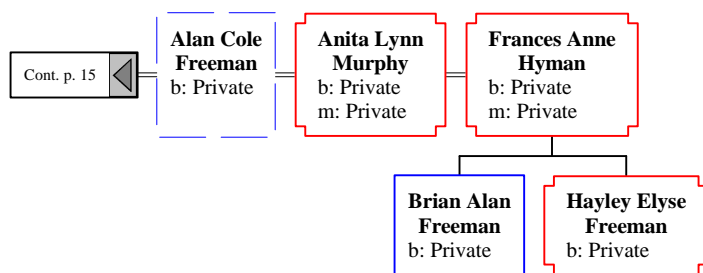 Cont. p. 15
Alan Cole
Freeman
b: Private
Anita Lynn
Murphy
b: Private
m: Private
Frances Anne
Hyman
b: Private
m: Private
Brian Alan
Freeman
b: Private
Hayley Elyse
Freeman
b: Private